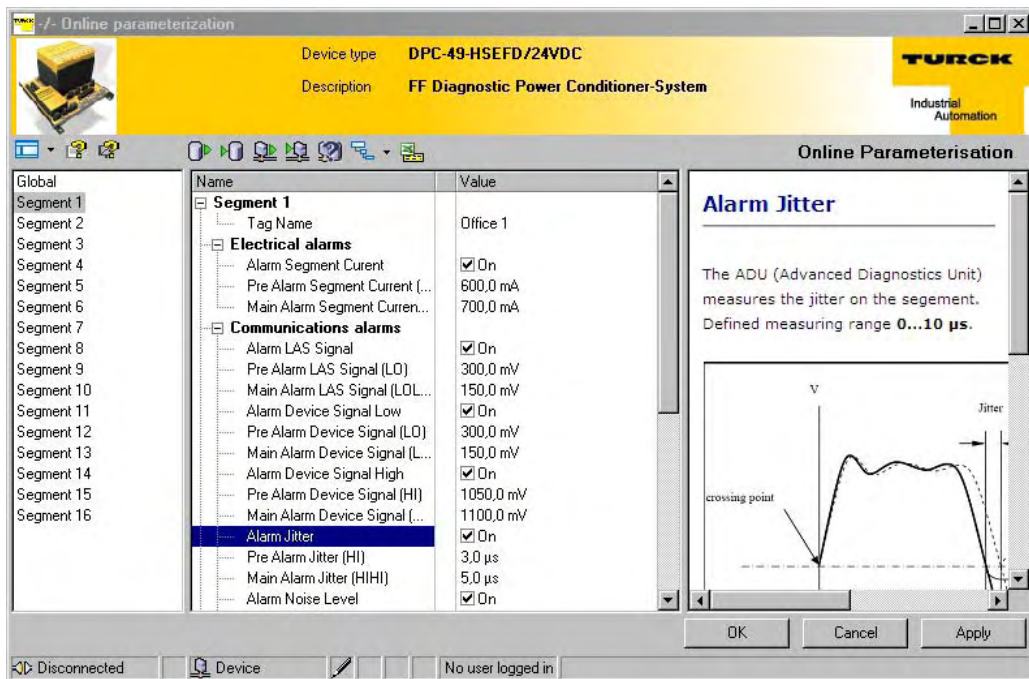 -/- Online parameterization
Device type DPC-49-HSEFD/24VDC
Description FF Diagnostic Power Conditioner-System
TURCK
Industrial
Automation
Online Parameterisation
Global
Segment 1
Segment 2
Segment 3
Segment 4
Segment 5
Segment 6
Segment 7
Segment 8
Segment 9
Segment 10
Segment 11
Segment 12
Segment 13
Segment 14
Segment 15
Segment 16
Name Value
Segment 1
Tag Name Office 1
Electrical alarms
Alarm Segment Curent On
Pre Alarm Segment Current (... 600,0 mA
Main Alarm Segment Curren... 700,0 mA
Communications alarms
Alarm LAS Signal On
Pre Alarm LAS Signal (LO) 300,0 mV
Main Alarm LAS Signal (LOL... 150,0 mV
Alarm Device Signal Low On
Pre Alarm Device Signal (LO) 300,0 mV
Main Alarm Device Signal (L... 150,0 mV
Alarm Device Signal High On
Pre Alarm Device Signal (HI) 1050,0 mV
Main Alarm Device Signal (... 1100,0 mV
Alarm Jitter On
Pre Alarm Jitter (HI) 3,0 µs
Main Alarm Jitter (HIHI) 5,0 µs
Alarm Noise Level On
Alarm Jitter
The ADU (Advanced Diagnostics Unit)
measures the jitter on the segement.
Defined measuring range 0...10 µs.
V
Jitter
crossing point
OK Cancel Apply
Disconnected Device No user logged in